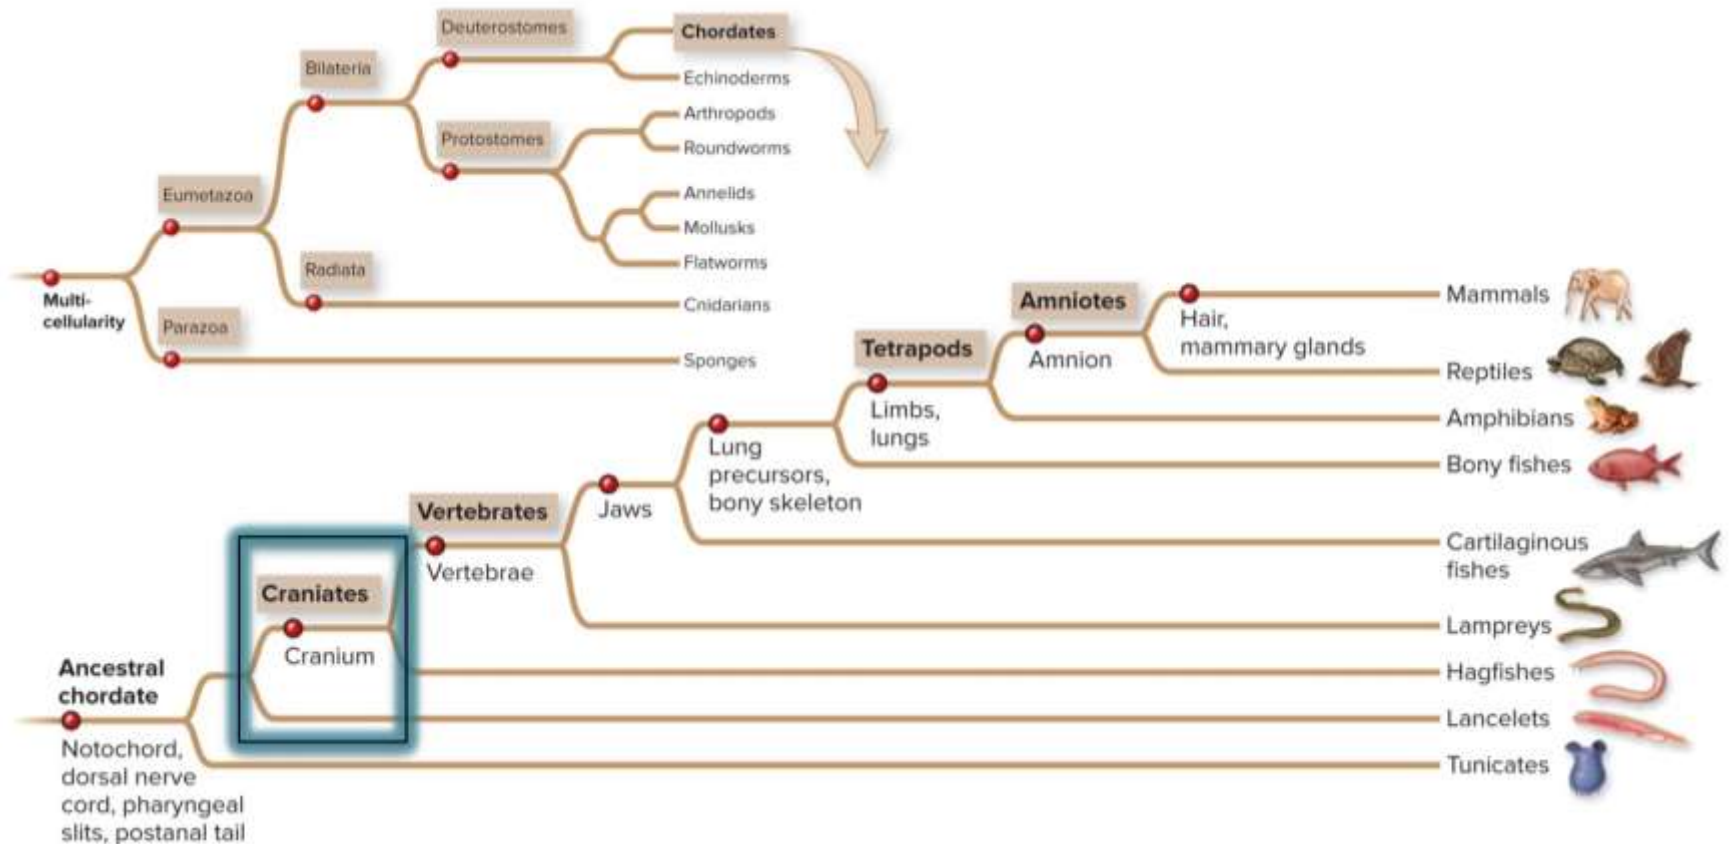 Deuterostomes
Chordates
Bilateria
Echinoderms
Arthropods
Protostomes
Roundworms
Eumetazoa
Annelids
Mollusks
Flatworms
Radiata
Multi-
cellularity
Cnidarians
Parazoa
Sponges
Amniotes
Mammals
Hair,
mammary glands
Tetrapods
Amnion
Reptiles
Limbs,
lungs
Amphibians
Lung
precursors,
bony skeleton
Bony fishes
Vertebrates
Jaws
Cartilaginous
fishes
Vertebrae
Craniates
Lampreys
Cranium
Ancestral
chordate
Hagfishes
Lancelets
Notochord,
dorsal nerve
cord, pharyngeal
slits, postanal tail
Tunicates